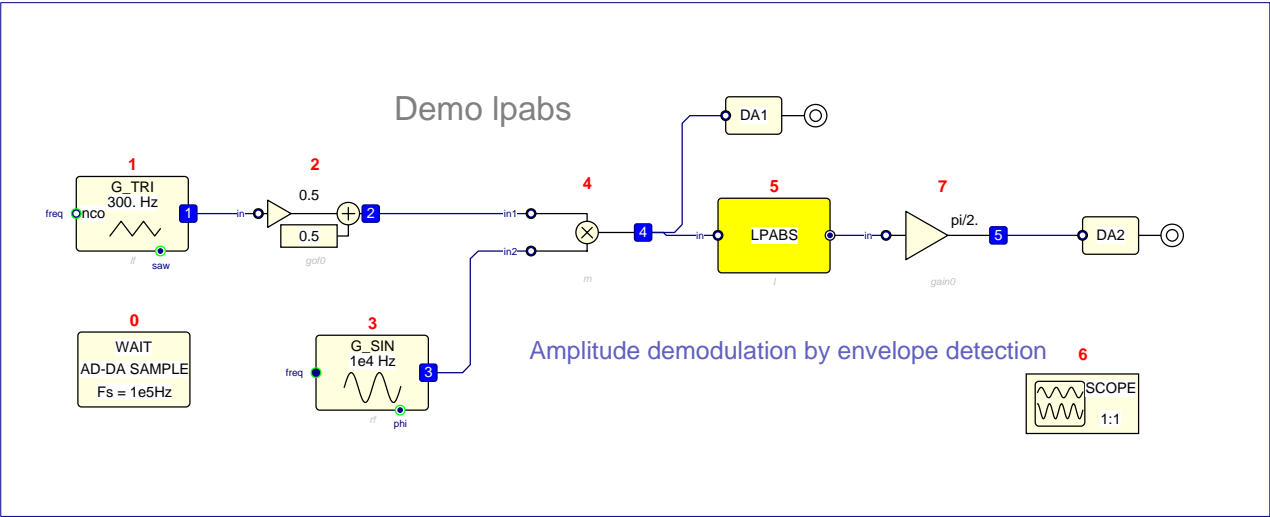 Demo lpabs
DA1
1
2
4
5
7
G_TRI
300. Hz
freq
nco
1
saw
lf
in
0.5
0.5
2
gof0
in1
in2
m
4
in
LPABS
l
in
pi/2.
gain0
5
DA2
0
WAIT
AD-DA SAMPLE
Fs = 1e5Hz
3
G_SIN
1e4 Hz
freq
3
phi
rf
Amplitude demodulation by envelope detection
6
SCOPE
1:1